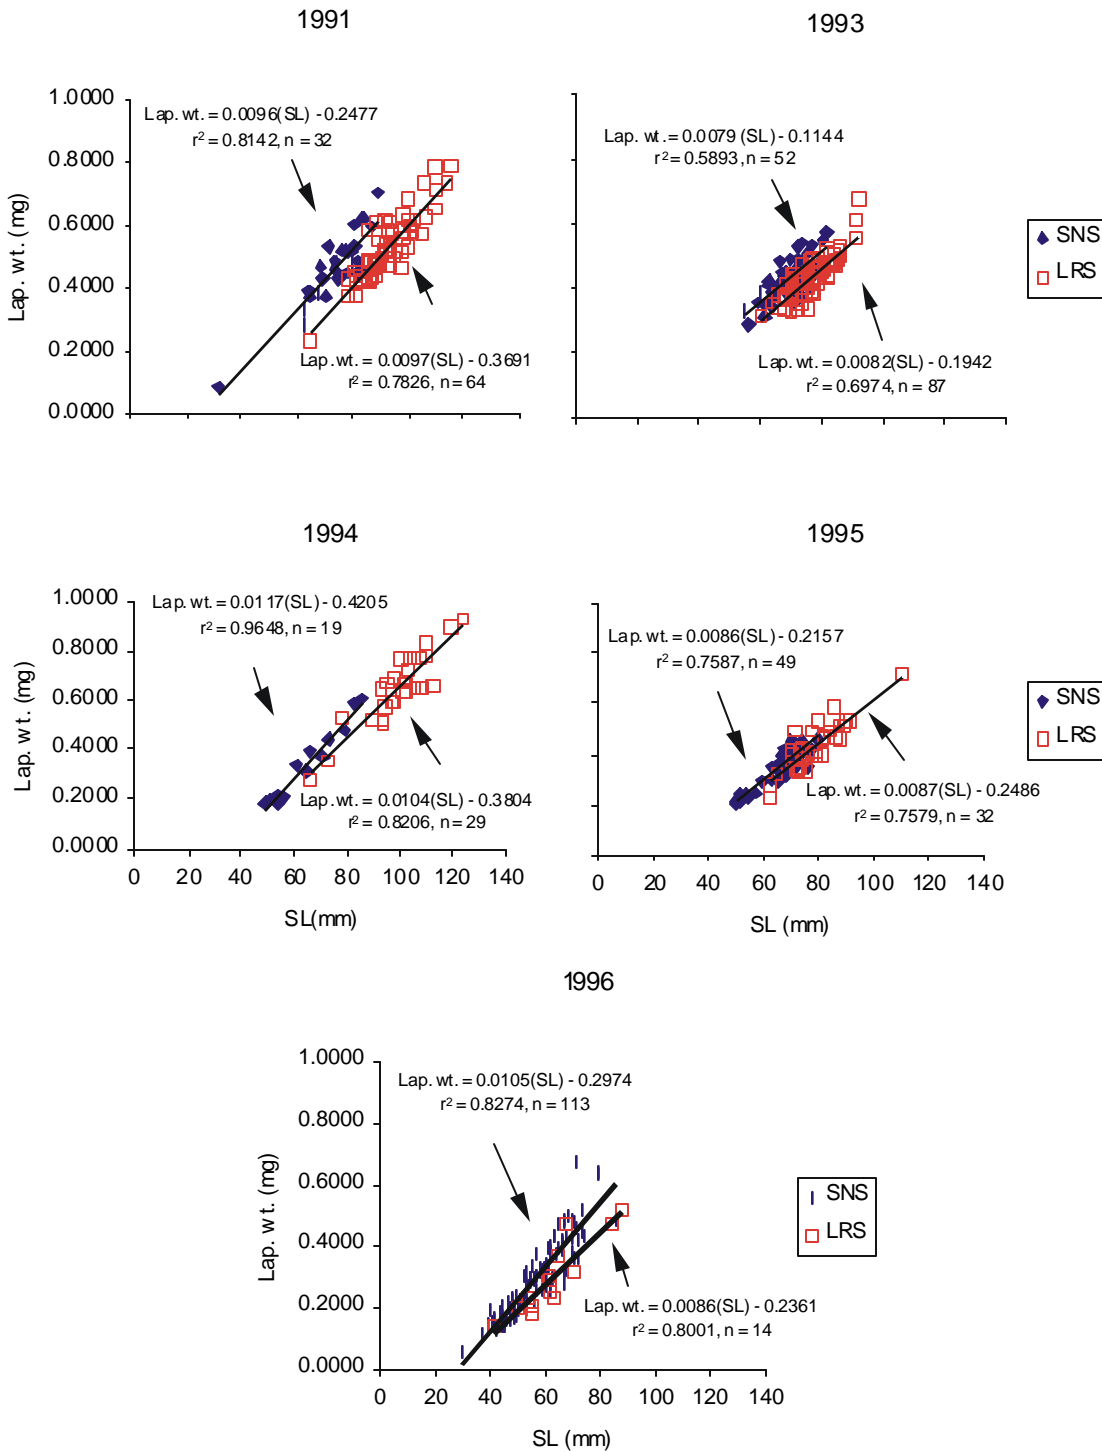 1991
1993
Lap. wt. (mg)
1.0000
0.8000
0.6000
0.4000
0.2000
0.0000
Lap. wt. = 0.0096(SL) - 0.2477
r² = 0.8142, n = 32
Lap. wt. = 0.0097(SL) - 0.3691
r² = 0.7826, n = 64
Lap. wt. = 0.0079 (SL) - 0.1144
r² = 0.5893, n = 52
Lap. wt. = 0.0082(SL) - 0.1942
r² = 0.6974, n = 87
SNS
LRS
1994
1995
Lap. wt. (mg)
1.0000
0.8000
0.6000
0.4000
0.2000
0.0000
Lap. wt. = 0.0117(SL) - 0.4205
r² = 0.9648, n = 19
Lap. wt. = 0.0104(SL) - 0.3804
r² = 0.8206, n = 29
0 20 40 60 80 100 120 140
SL(mm)
Lap. wt. = 0.0086(SL) - 0.2157
r² = 0.7587, n = 49
Lap. wt. = 0.0087(SL) - 0.2486
r² = 0.7579, n = 32
0 20 40 60 80 100 120 140
SL (mm)
SNS
LRS
1996
Lap. wt. (mg)
1.0000
0.8000
0.6000
0.4000
0.2000
0.0000
Lap. wt. = 0.0105(SL) - 0.2974
r² = 0.8274, n = 113
Lap. wt. = 0.0086(SL) - 0.2361
r² = 0.8001, n = 14
SNS
LRS
0 20 40 60 80 100 120 140
SL (mm)